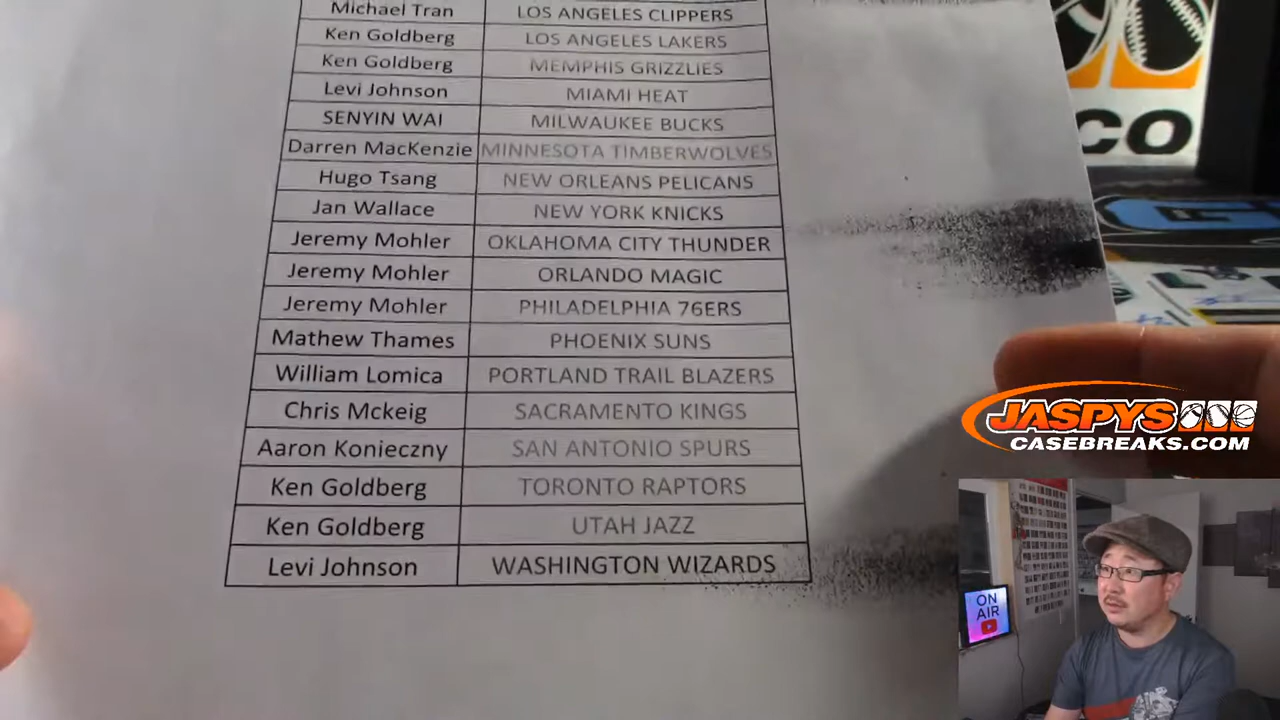 Michael Tran LOS ANGELES CLIPPERS
Ken Goldberg LOS ANGELES LAKERS
Ken Goldberg MEMPHIS GRIZZLIES
Levi Johnson MIAMI HEAT
SENYIN WAI MILWAUKEE BUCKS
Darren MacKenzie MINNESOTA TIMBERWOLVES
Hugo Tsang NEW ORLEANS PELICANS
Jan Wallace NEW YORK KNICKS
Jeremy Mohler OKLAHOMA CITY THUNDER
Jeremy Mohler ORLANDO MAGIC
Jeremy Mohler PHILADELPHIA 76ERS
Mathew Thames PHOENIX SUNS
William Lomica PORTLAND TRAIL BLAZERS
Chris Mckeig SACRAMENTO KINGS
Aaron Konieczny SAN ANTONIO SPURS
Ken Goldberg TORONTO RAPTORS
Ken Goldberg UTAH JAZZ
Levi Johnson WASHINGTON WIZARDS
CO
JASPYS
CASEBREAKS.COM
ON
AIR